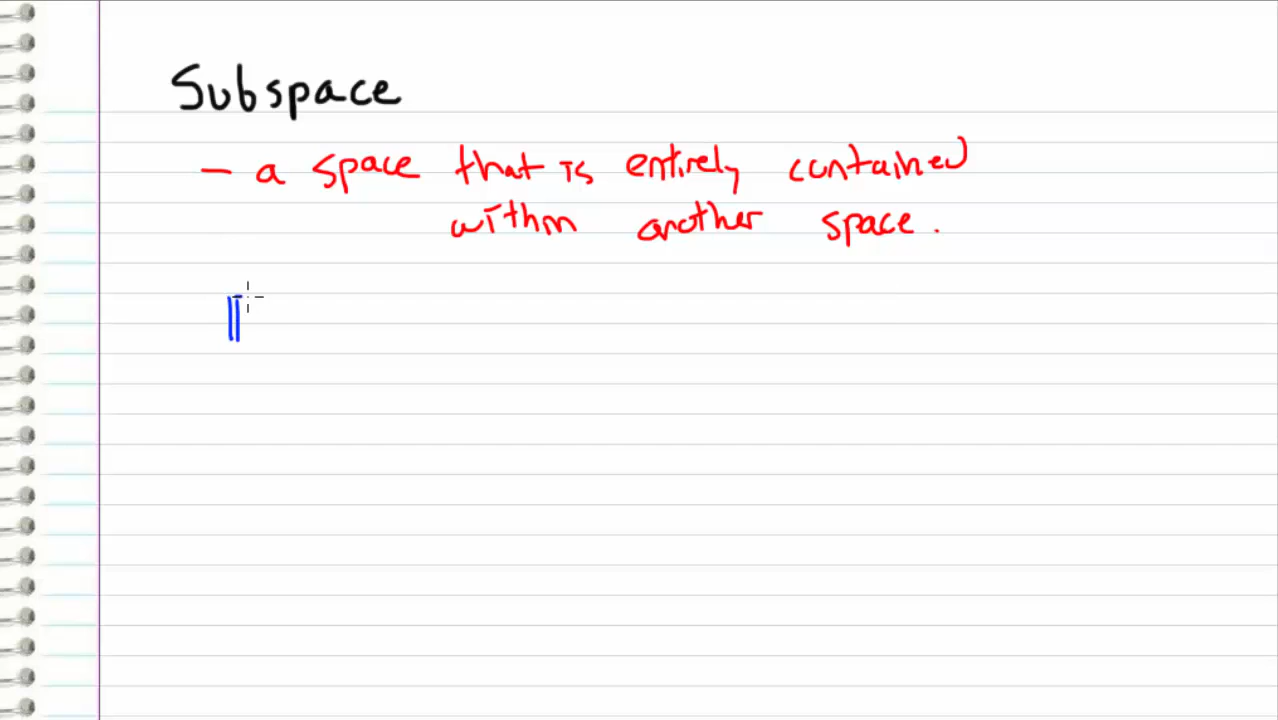 Subspace
- a space that is entirely contained
within another space.